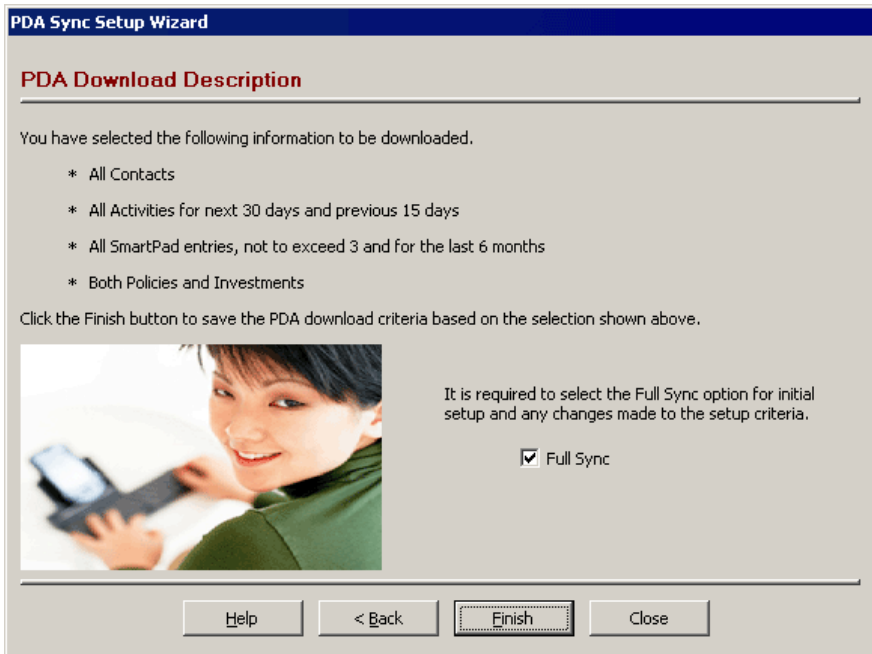 PDA Sync Setup Wizard
PDA Download Description
You have selected the following information to be downloaded.
* All Contacts
* All Activities for next 30 days and previous 15 days
* All SmartPad entries, not to exceed 3 and for the last 6 months
* Both Policies and Investments
Click the Finish button to save the PDA download criteria based on the selection shown above.
It is required to select the Full Sync option for initial
setup and any changes made to the setup criteria.
Full Sync
Help
< Back
Finish
Close